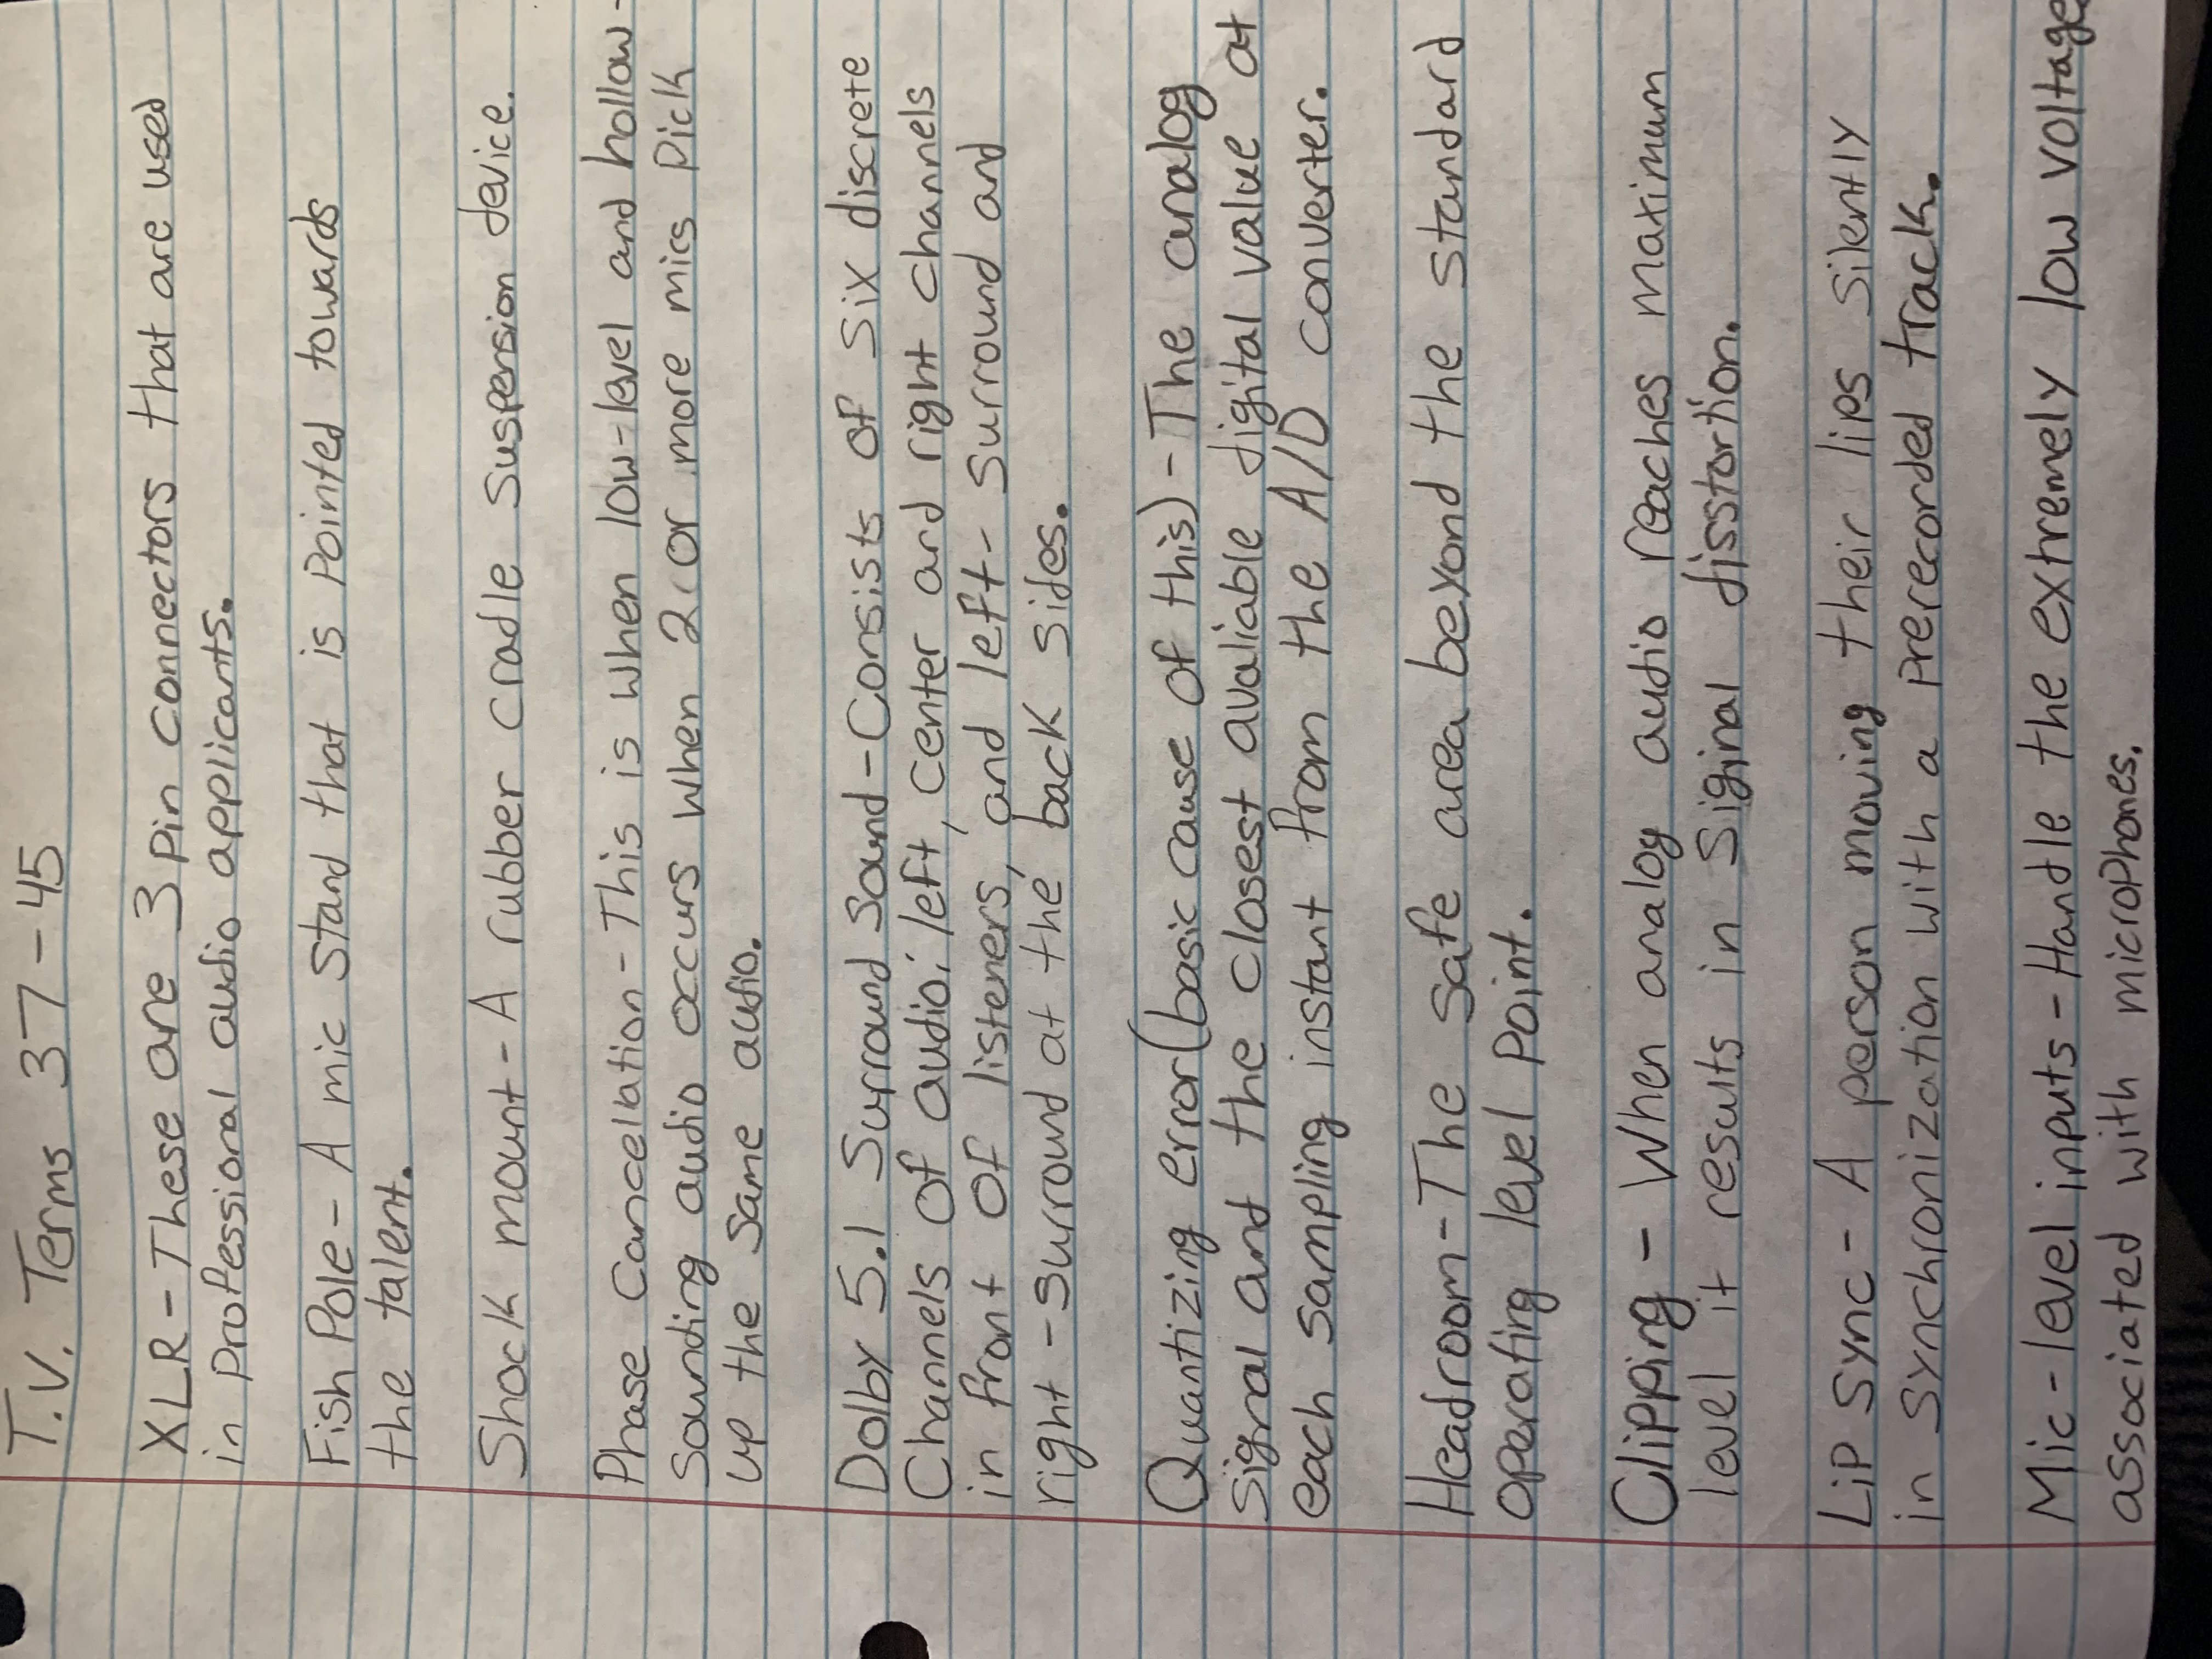 T.V. Terms 37-45
XLR - These are 3 pin connectors that are used
in professional audio applicants.
Fish Pole - A mic stand that is pointed towards
the talent.
Shock mount - A rubber cradle suspension device.
Phase Cancellation - This is when low-level and hollow-
sounding audio occurs when 2 or more mics pick
up the same audio.
Dolby 5.1 Surround Sound - Consists of six discrete
Channels of audio: left, center and right channels
in front of listeners, and left- surround and
right -surround at the back sides.
Quantizing error (basic cause of this) - The analog
signal and the closest avaliable digital value at
each sampling instant from the A/D converter.
Headroom - The safe area beyond the standard
operating level point.
Clipping - When analog audio reaches maximum
level it results in Siginal disstortion.
Lip Sync - A person moving their lips silently
in synchronization with a prerecorded track.
Mic-level inputs - Handle the extremely low voltage
associated with microphones.